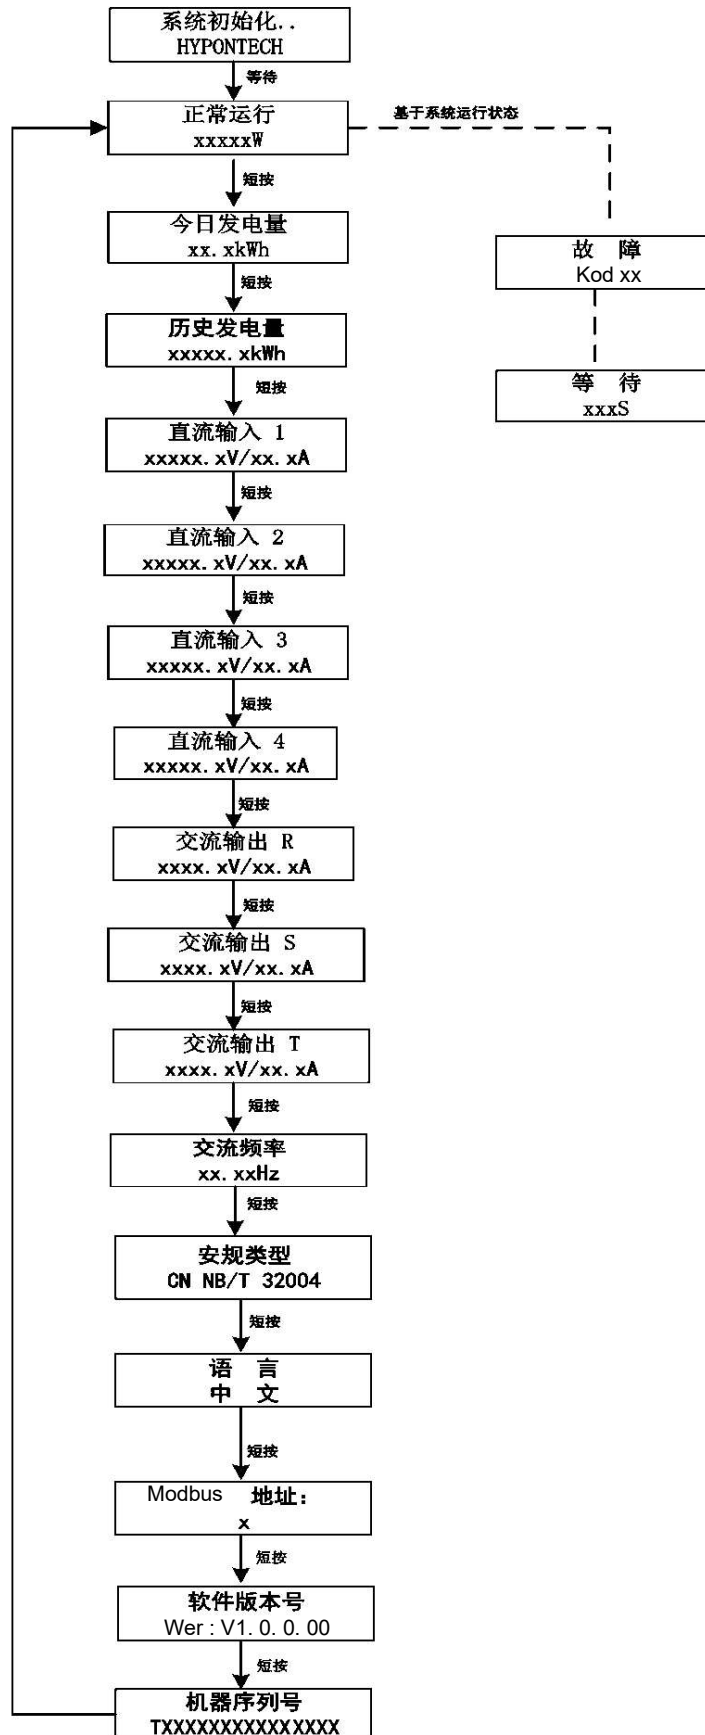 系统初始化..
HYPONTECH
等待
正常运行
xxxxxW
基于系统运行状态
短按
今日发电量
xx. xkWh
故 障
Kod xx
短按
历史发电量
xxxxx. xkWh
等 待
xxxS
短按
直流输入 1
xxxxx. xV/xx. xA
短按
直流输入 2
xxxxx. xV/xx. xA
短按
直流输入 3
xxxxx. xV/xx. xA
短按
直流输入 4
xxxxx. xV/xx. xA
短按
交流输出 R
xxxx. xV/xx. xA
短按
交流输出 S
xxxx. xV/xx. xA
短按
交流输出 T
xxxx. xV/xx. xA
短按
交流频率
xx. xxHz
短按
安规类型
CN NB/T 32004
短按
语 言
中 文
短按
Modbus 地址:
x
短按
软件版本号
Wer : V1. 0. 0. 00
短按
机器序列号
TXXXXXXXXXXXXXXX